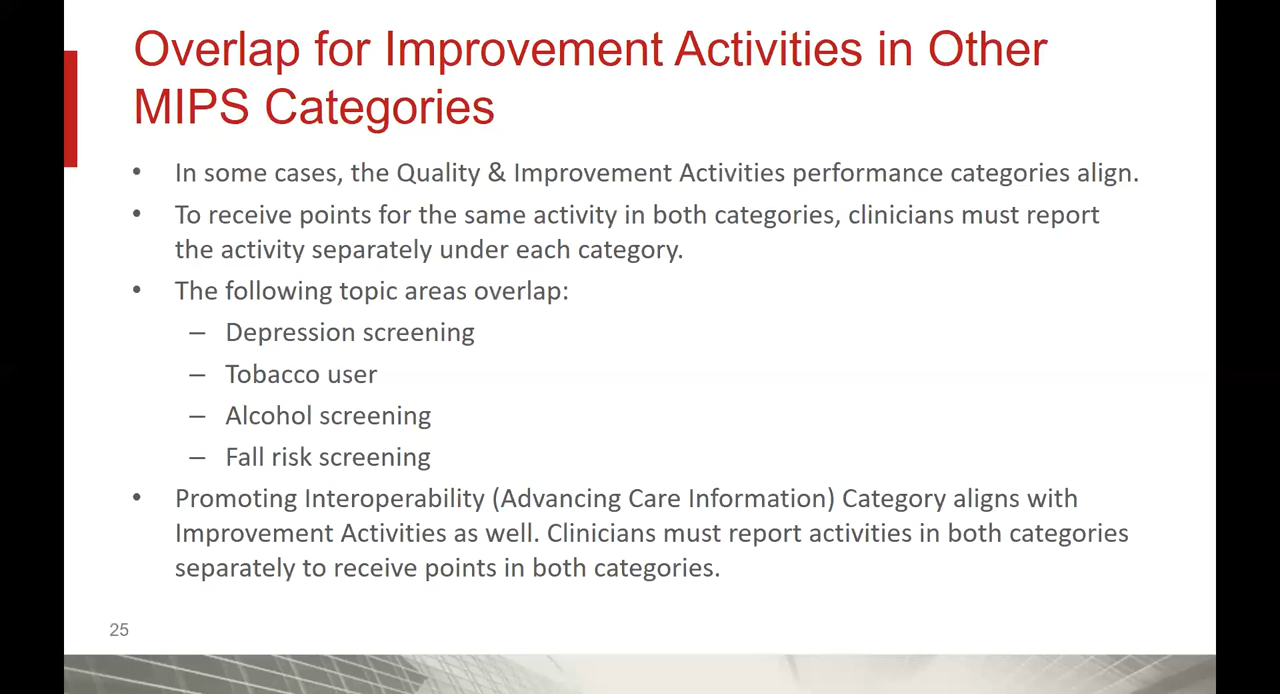 Overlap for Improvement Activities in Other
MIPS Categories
• In some cases, the Quality & Improvement Activities performance categories align.
• To receive points for the same activity in both categories, clinicians must report
the activity separately under each category.
• The following topic areas overlap:
– Depression screening
– Tobacco user
– Alcohol screening
– Fall risk screening
• Promoting Interoperability (Advancing Care Information) Category aligns with
Improvement Activities as well. Clinicians must report activities in both categories
separately to receive points in both categories.
25